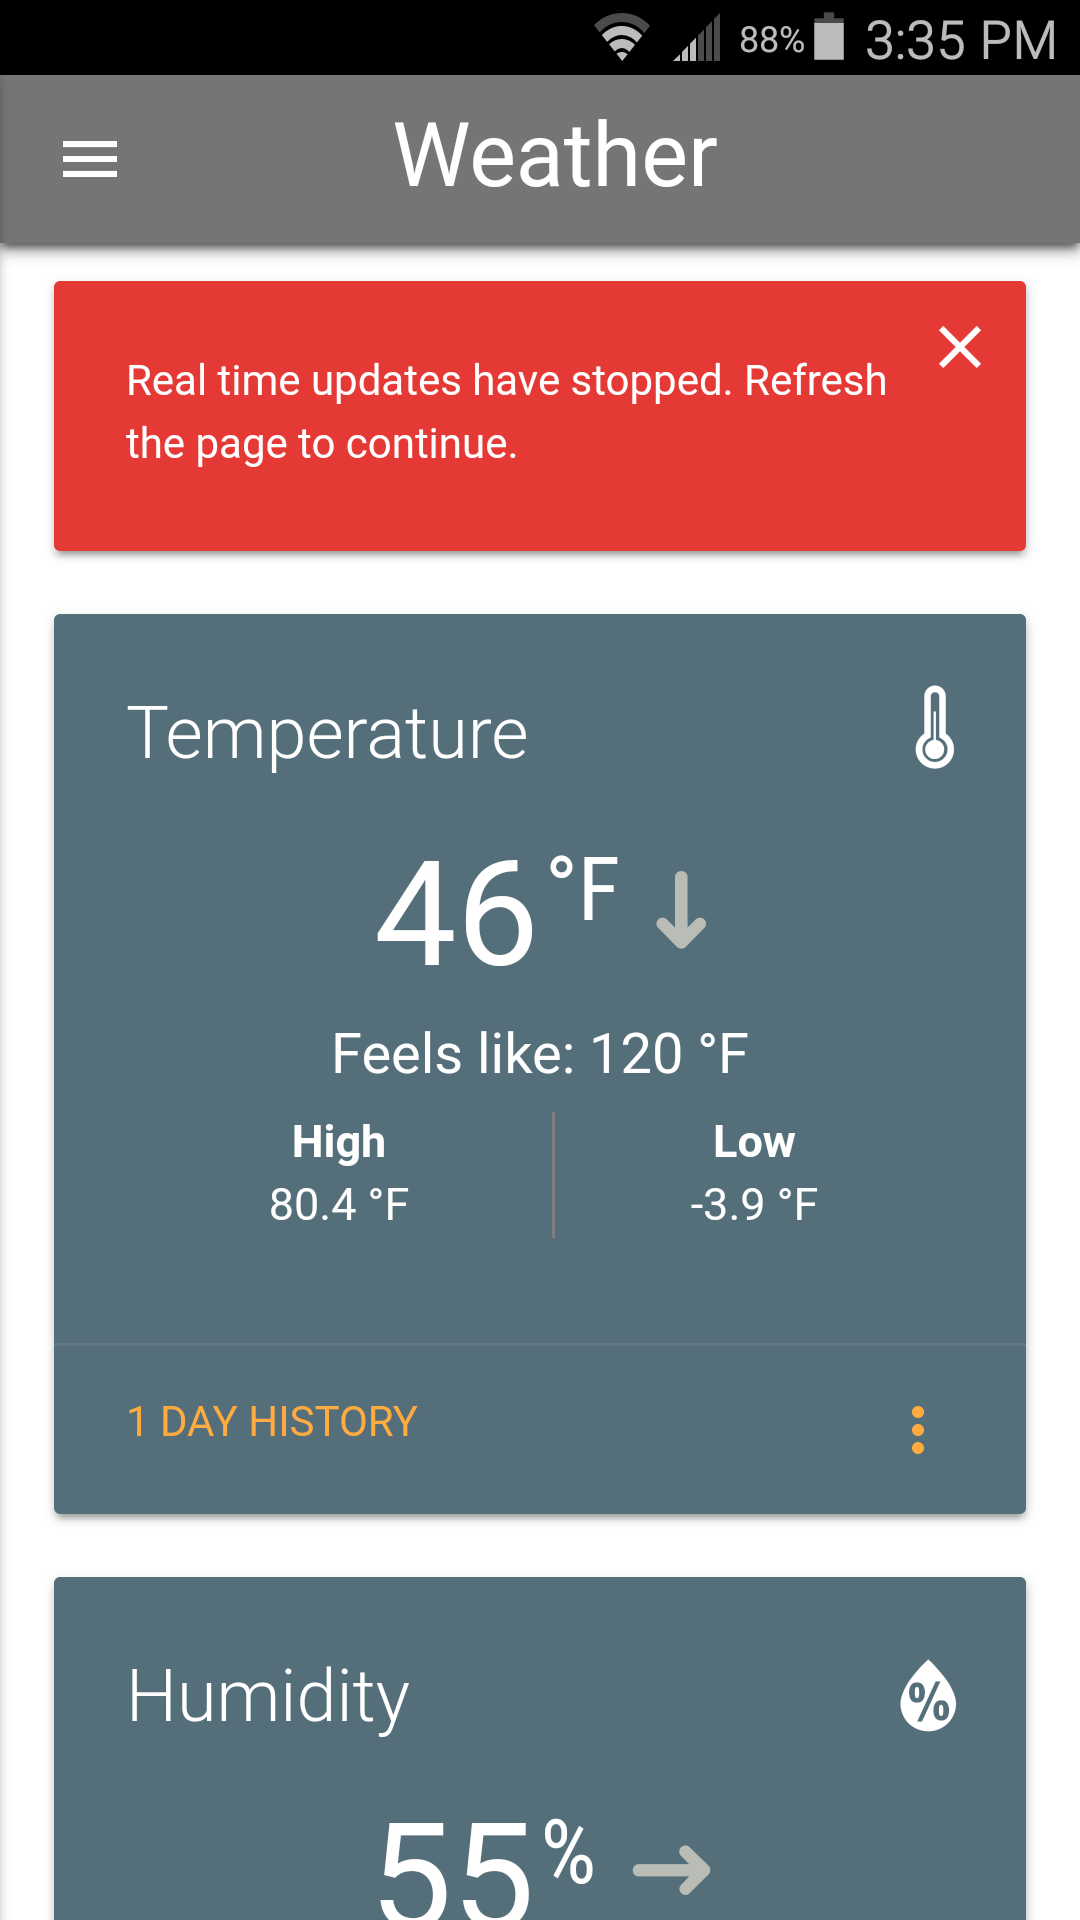 88% 3:35 PM
Weather
Real time updates have stopped. Refresh
the page to continue.
Temperature
46 °F
Feels like: 120 °F
High Low
80.4 °F -3.9 °F
1 DAY HISTORY
Humidity
%
55 %